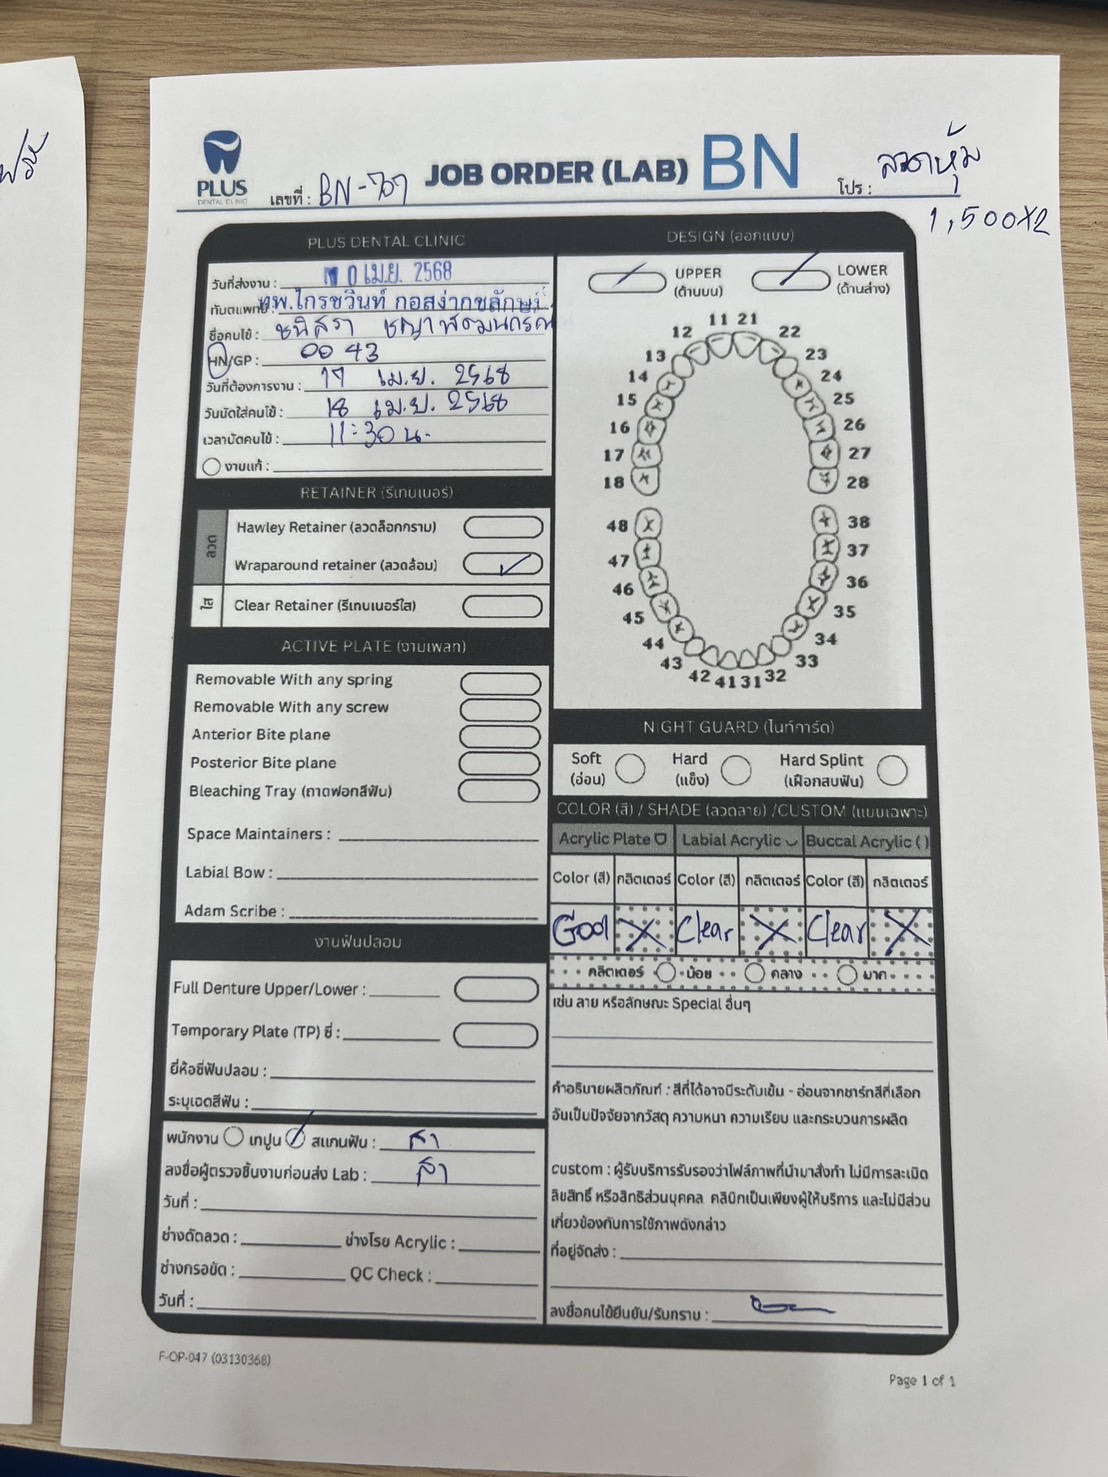 ฟรี
PLUS
DENTAL CLINIC
เลขที่ : BN-707
JOB ORDER (LAB) BN
โปร : ลวดหุ้ม
1,500x2
PLUS DENTAL CLINIC
วันที่ส่งงาน : 10 เม.ย. 2568
ทันตแพทย์ : ทพ.ไกรชวินท์
ชื่อคนไข้ : ชนิสรา
HN/GP : 0043
วันที่ต้องการงาน : 17 เม.ย. 2568
วันนัดใส่คนไข้ : 18 เม.ย. 2568
เวลานัดคนไข้ : 11:30 น.
งานแก้ :
RETAINER (รีเทนเนอร์)
ลวด
Hawley Retainer (ลวดล็อกกราม)
Wraparound retainer (ลวดล้อม)
ใส
Clear Retainer (รีเทนเนอร์ใส)
ACTIVE PLATE (งานเพลท)
Removable With any spring
Removable With any screw
Anterior Bite plane
Posterior Bite plane
Bleaching Tray (ถาดฟอกสีฟัน)
Space Maintainers :
Labial Bow :
Adam Scribe :
งานฟันปลอม
Full Denture Upper/Lower :
Temporary Plate (TP) ซี่ :
ยี่ห้อซี่ฟันปลอม :
ระบุเฉดสีฟัน :
พนักงาน เทปูน สแกนฟัน : สา
ลงชื่อผู้ตรวจชิ้นงานก่อนส่ง Lab : สา
วันที่ :
ช่างดัดลวด : ช่างโรย Acrylic :
ช่างกรอขัด : QC Check :
วันที่ :
DESIGN (ออกแบบ)
UPPER
(ด้านบน)
LOWER
(ด้านล่าง)
11 21
12 22
13 23
14 24
15 25
16 26
17 27
18 28
48 38
47 37
46 36
45 35
44 34
43 33
42 41 31 32
NIGHT GUARD (ไนท์การ์ด)
Soft
(อ่อน)
Hard
(แข็ง)
Hard Splint
(เฝือกสบฟัน)
COLOR (สี) / SHADE (ลวดลาย) /CUSTOM (แบบเฉพาะ)
Acrylic Plate Labial Acrylic Buccal Acrylic ( )
Color (สี) กลิตเตอร์ Color (สี) กลิตเตอร์ Color (สี) กลิตเตอร์
G001 X Clear X Clear X
กลิตเตอร์ น้อย กลาง มาก
เช่น ลาย หรือลักษณะ Special อื่นๆ
คำอธิบายผลิตภัณฑ์ : สีที่ได้อาจมีระดับเข้ม - อ่อนจากชาร์ทสีที่เลือก
อันเป็นปัจจัยจากวัสดุ ความหนา ความเรียบ และกระบวนการผลิต
custom : ผู้รับบริการรับรองว่าไฟล์ภาพที่นำมาสั่งทำ ไม่มีการละเมิด
ลิขสิทธิ์ หรือสิทธิส่วนบุคคล คลินิกเป็นเพียงผู้ให้บริการ และไม่มีส่วน
เกี่ยวข้องกับการใช้ภาพดังกล่าว
ที่อยู่จัดส่ง :
ลงชื่อคนไข้ยืนยัน/รับทราบ :
F-OP-047 (03130368)
Page 1 of 1